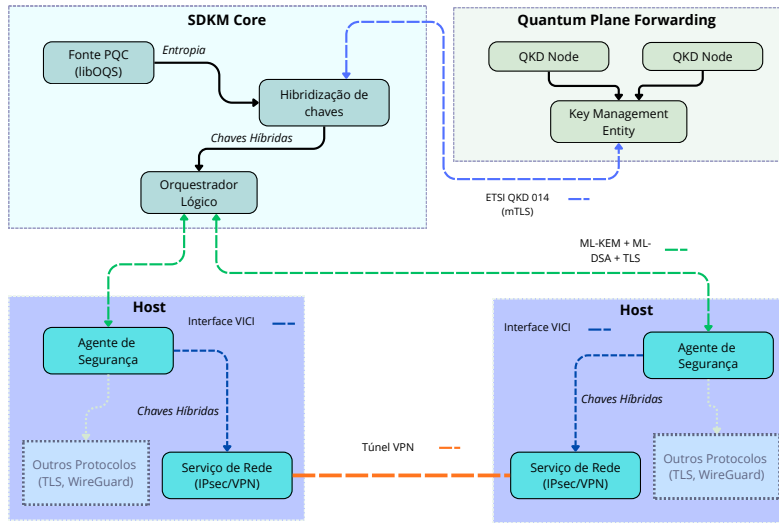 SDKM Core
Fonte PQC
(libOQS)
Entropia
Hibridização de
chaves
Chaves Híbridas
Orquestrador
Lógico
Quantum Plane Forwarding
QKD Node
QKD Node
Key Management
Entity
ETSI QKD 014
(mTLS)
ML-KEM + ML-
DSA + TLS
Host
Interface VICI
Agente de
Segurança
Chaves Híbridas
Outros Protocolos
(TLS, WireGuard)
Serviço de Rede
(IPsec/VPN)
Túnel VPN
Host
Interface VICI
Agente de
Segurança
Chaves Híbridas
Serviço de Rede
(IPsec/VPN)
Outros Protocolos
(TLS, WireGuard)